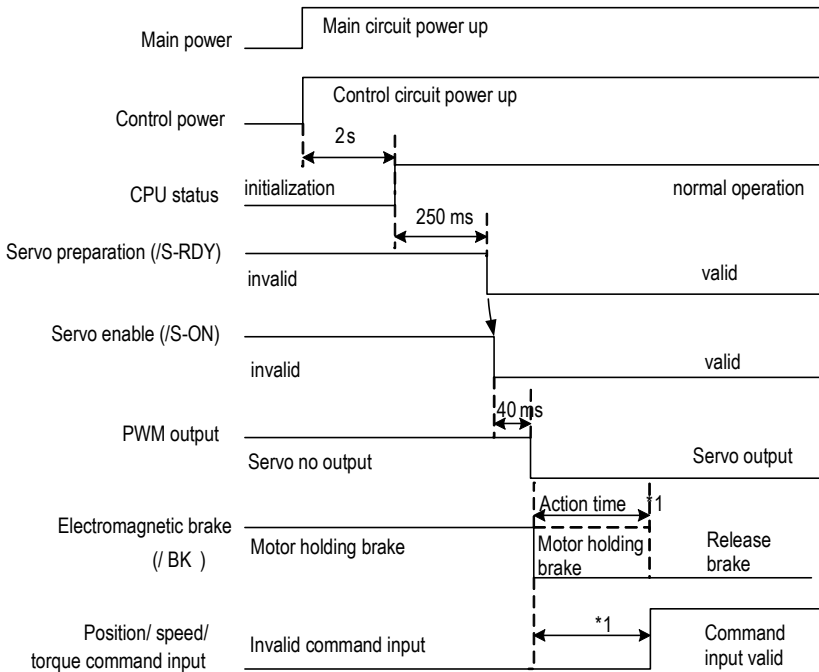 Main power
Main circuit power up
Control power
Control circuit power up
2s
CPU status
initialization
normal operation
250 ms
Servo preparation (/S-RDY)
invalid
valid
Servo enable (/S-ON)
invalid
valid
40 ms
PWM output
Servo no output
Servo output
Action time *1
Electromagnetic brake
(/ BK )
Motor holding brake
Motor holding
brake
Release
brake
*1
Position/ speed/
torque command input
Invalid command input
Command
input valid